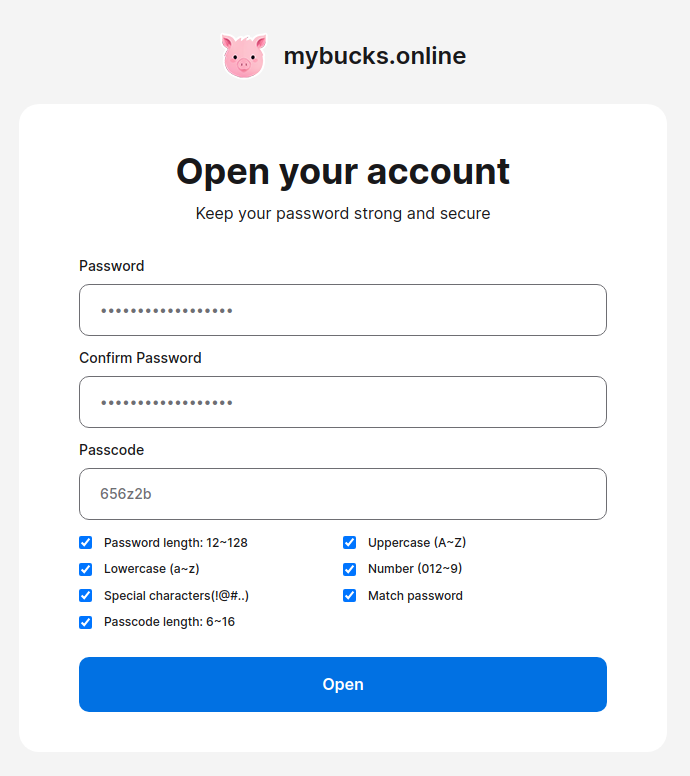 mybucks.online
Open your account
Keep your password strong and secure
Password
••••••••••••••••••
Confirm Password
••••••••••••••••••
Passcode
656z2b
Password length: 12~128
Uppercase (A~Z)
Lowercase (a~z)
Number (012~9)
Special characters(!@#..)
Match password
Passcode length: 6~16
Open